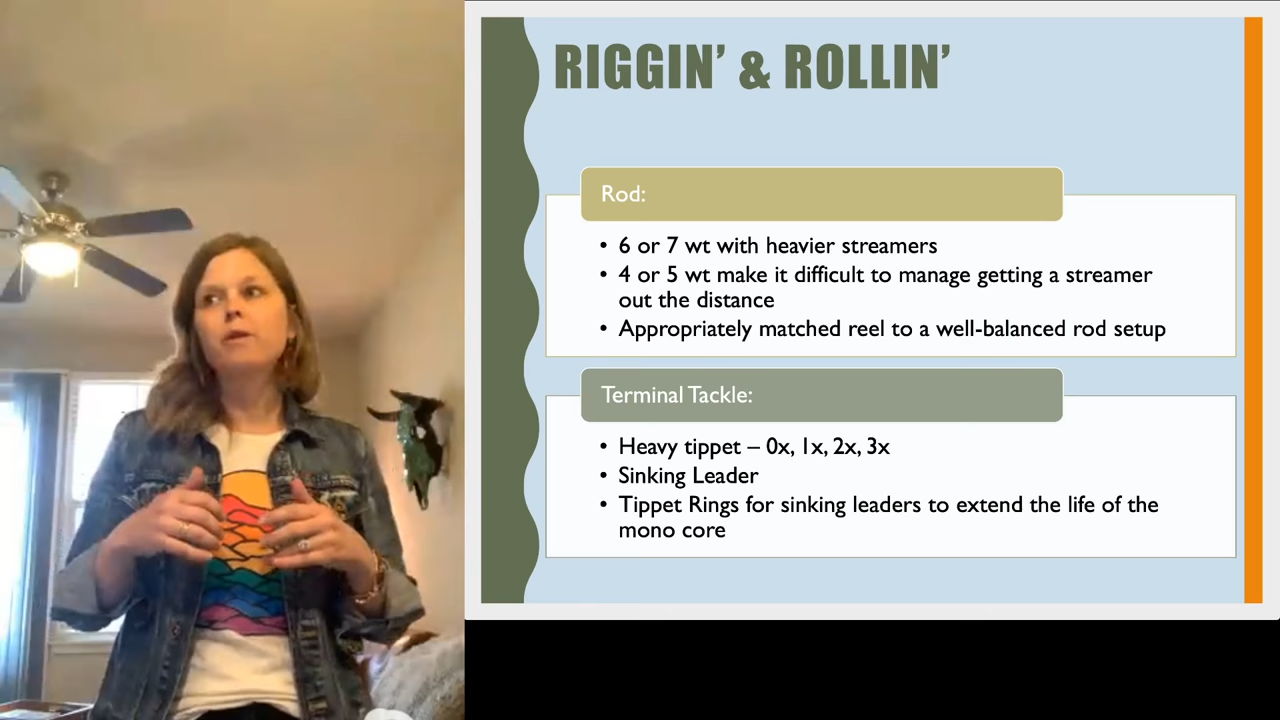 RIGGIN' & ROLLIN'
Rod:
• 6 or 7 wt with heavier streamers
• 4 or 5 wt make it difficult to manage getting a streamer
out the distance
• Appropriately matched reel to a well-balanced rod setup
Terminal Tackle:
• Heavy tippet – 0x, 1x, 2x, 3x
• Sinking Leader
• Tippet Rings for sinking leaders to extend the life of the
mono core